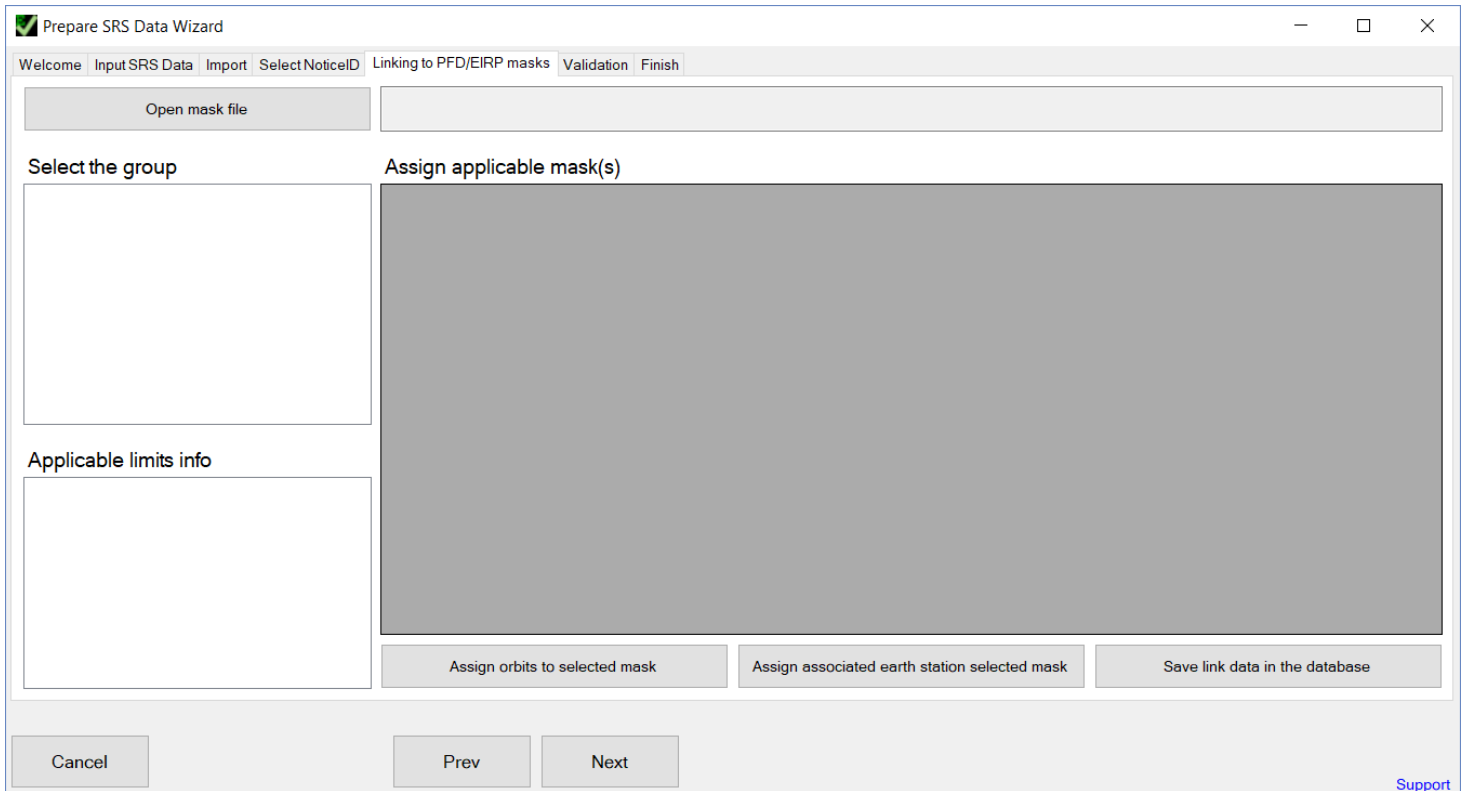 Prepare SRS Data Wizard
Welcome Input SRS Data Import Select NoticeID Linking to PFD/EIRP masks Validation Finish
Open mask file
Select the group
Assign applicable mask(s)
Applicable limits info
Assign orbits to selected mask Assign associated earth station selected mask Save link data in the database
Cancel Prev Next
Support